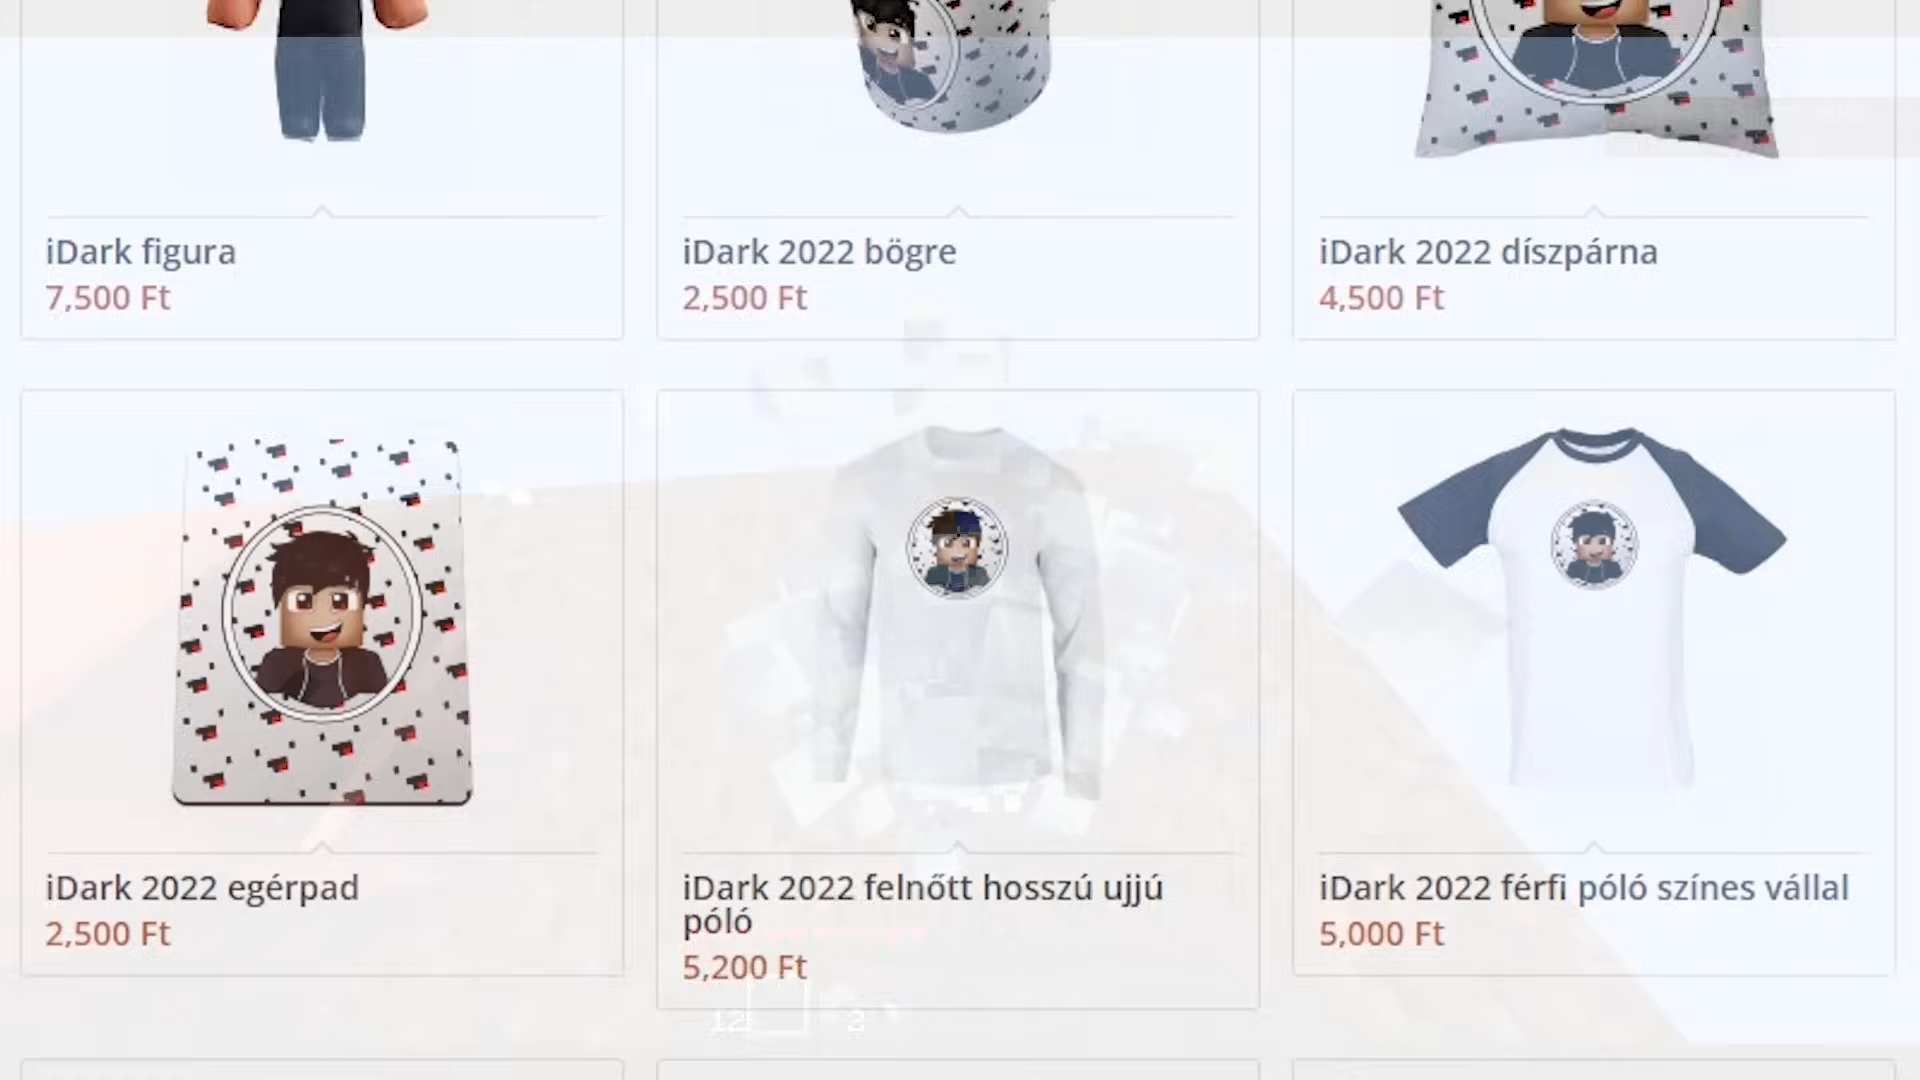 iDark figura
7,500 Ft
iDark 2022 bögre
2,500 Ft
iDark 2022 díszpárna
4,500 Ft
iDark 2022 egérpad
2,500 Ft
iDark 2022 felnőtt hosszú ujjú
póló
5,200 Ft
iDark 2022 férfi póló színes vállal
5,000 Ft
12
2